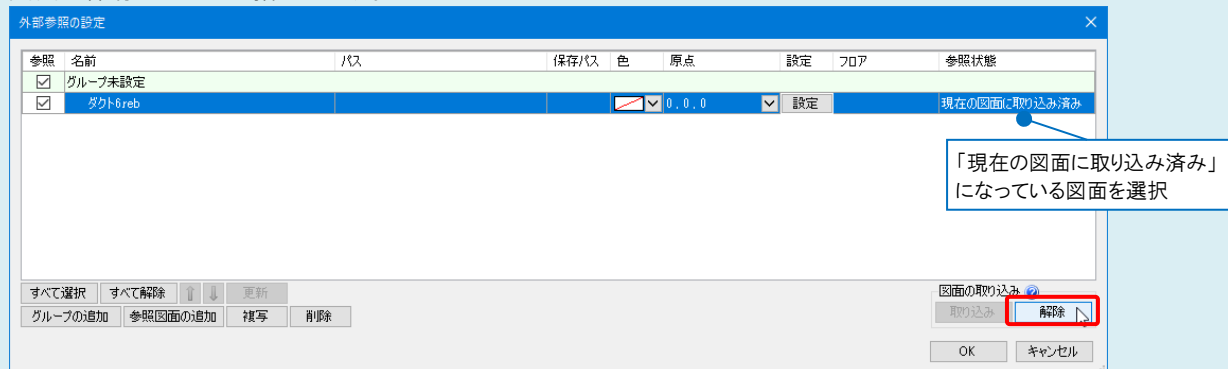 外部参照の設定
参照 名前 パス 保存パス 色 原点 設定 フロア 参照状態
グループ未設定
ダクト6.reb 0, 0, 0 設定 現在の図面に取り込み済み
「現在の図面に取り込み済み」
になっている図面を選択
すべて選択 すべて解除 更新 図面の取り込み
グループの追加 参照図面の追加 複写 削除 取り込み 解除
OK キャンセル